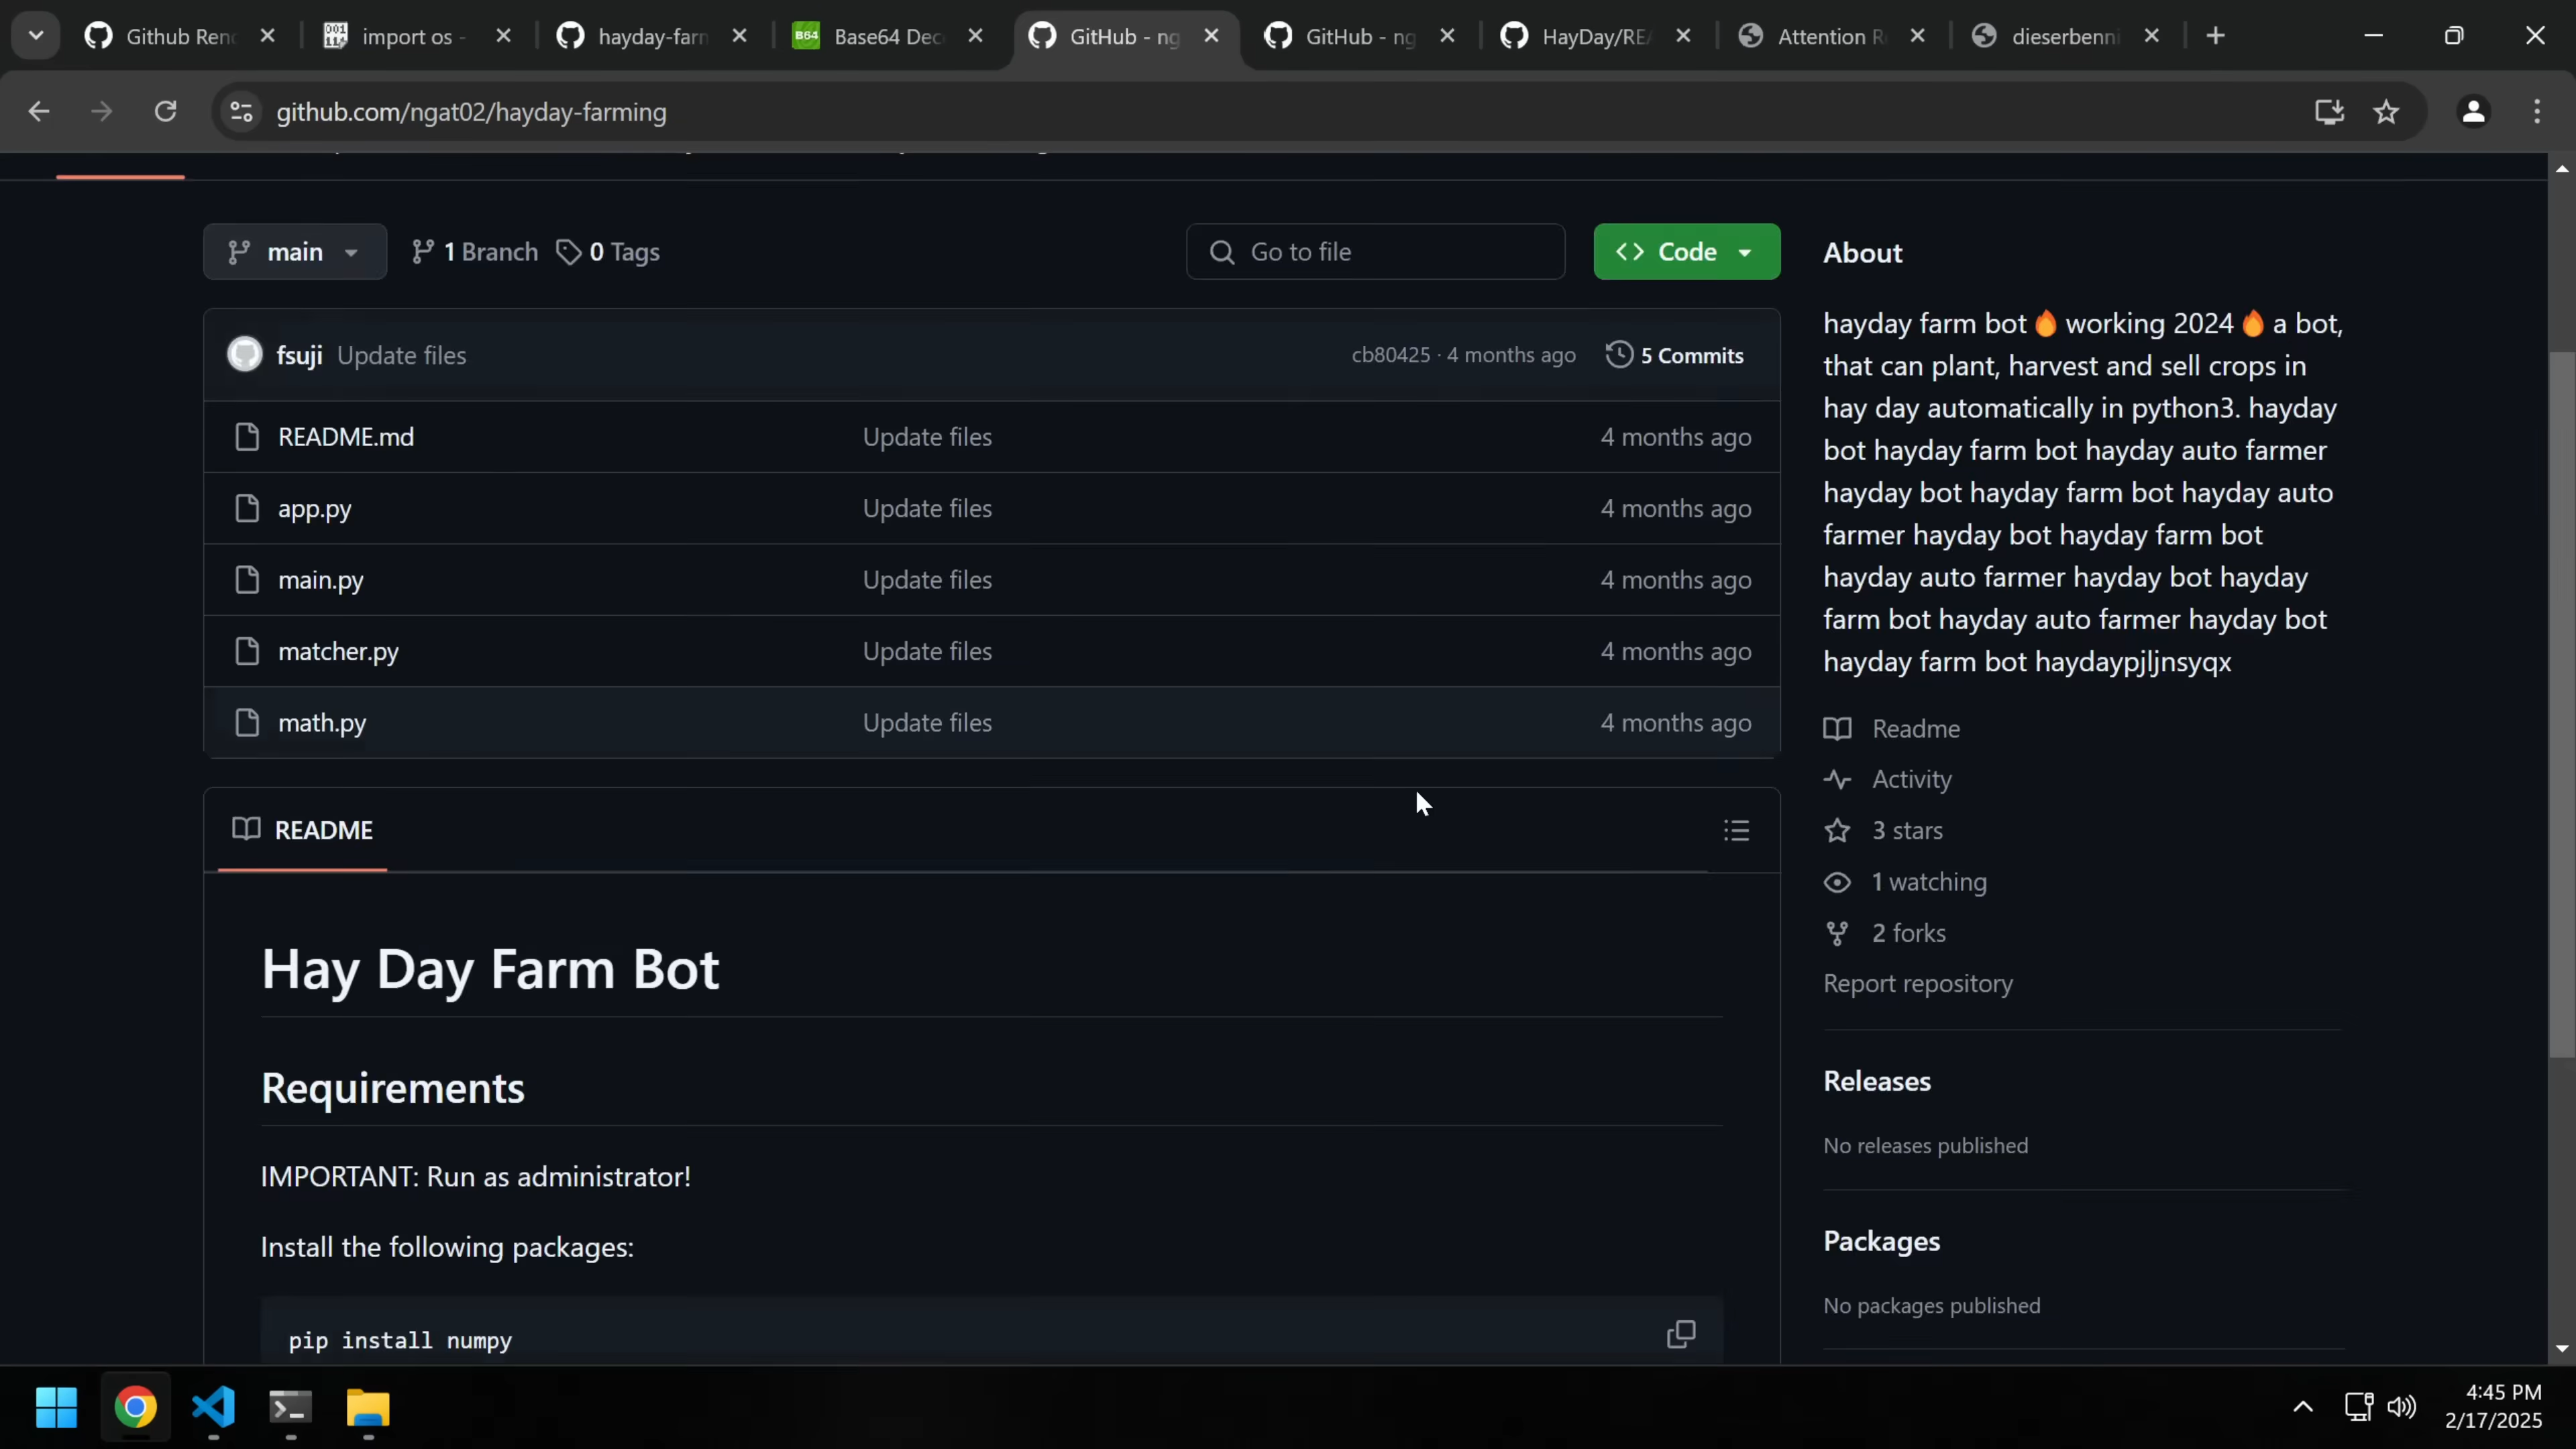 Github Ren
import os -
hayday-farm
Base64 Dec
GitHub - ng
GitHub - ng
HayDay/REA
Attention R
dieserbenni
github.com/ngat02/hayday-farming
main
1 Branch
0 Tags
Go to file
Code
fsuji Update files
cb80425 · 4 months ago
5 Commits
README.md Update files 4 months ago
app.py Update files 4 months ago
main.py Update files 4 months ago
matcher.py Update files 4 months ago
math.py Update files 4 months ago
README
Hay Day Farm Bot
Requirements
IMPORTANT: Run as administrator!
Install the following packages:
pip install numpy
About
hayday farm bot🔥 working 2024 🔥 a bot,
that can plant, harvest and sell crops in
hay day automatically in python3. hayday
bot hayday farm bot hayday auto farmer
hayday bot hayday farm bot hayday auto
farmer hayday bot hayday farm bot
hayday auto farmer hayday bot hayday
farm bot hayday auto farmer hayday bot
hayday farm bot haydaypjljnsyqx
Readme
Activity
3 stars
1 watching
2 forks
Report repository
Releases
No releases published
Packages
No packages published
4:45 PM
2/17/2025